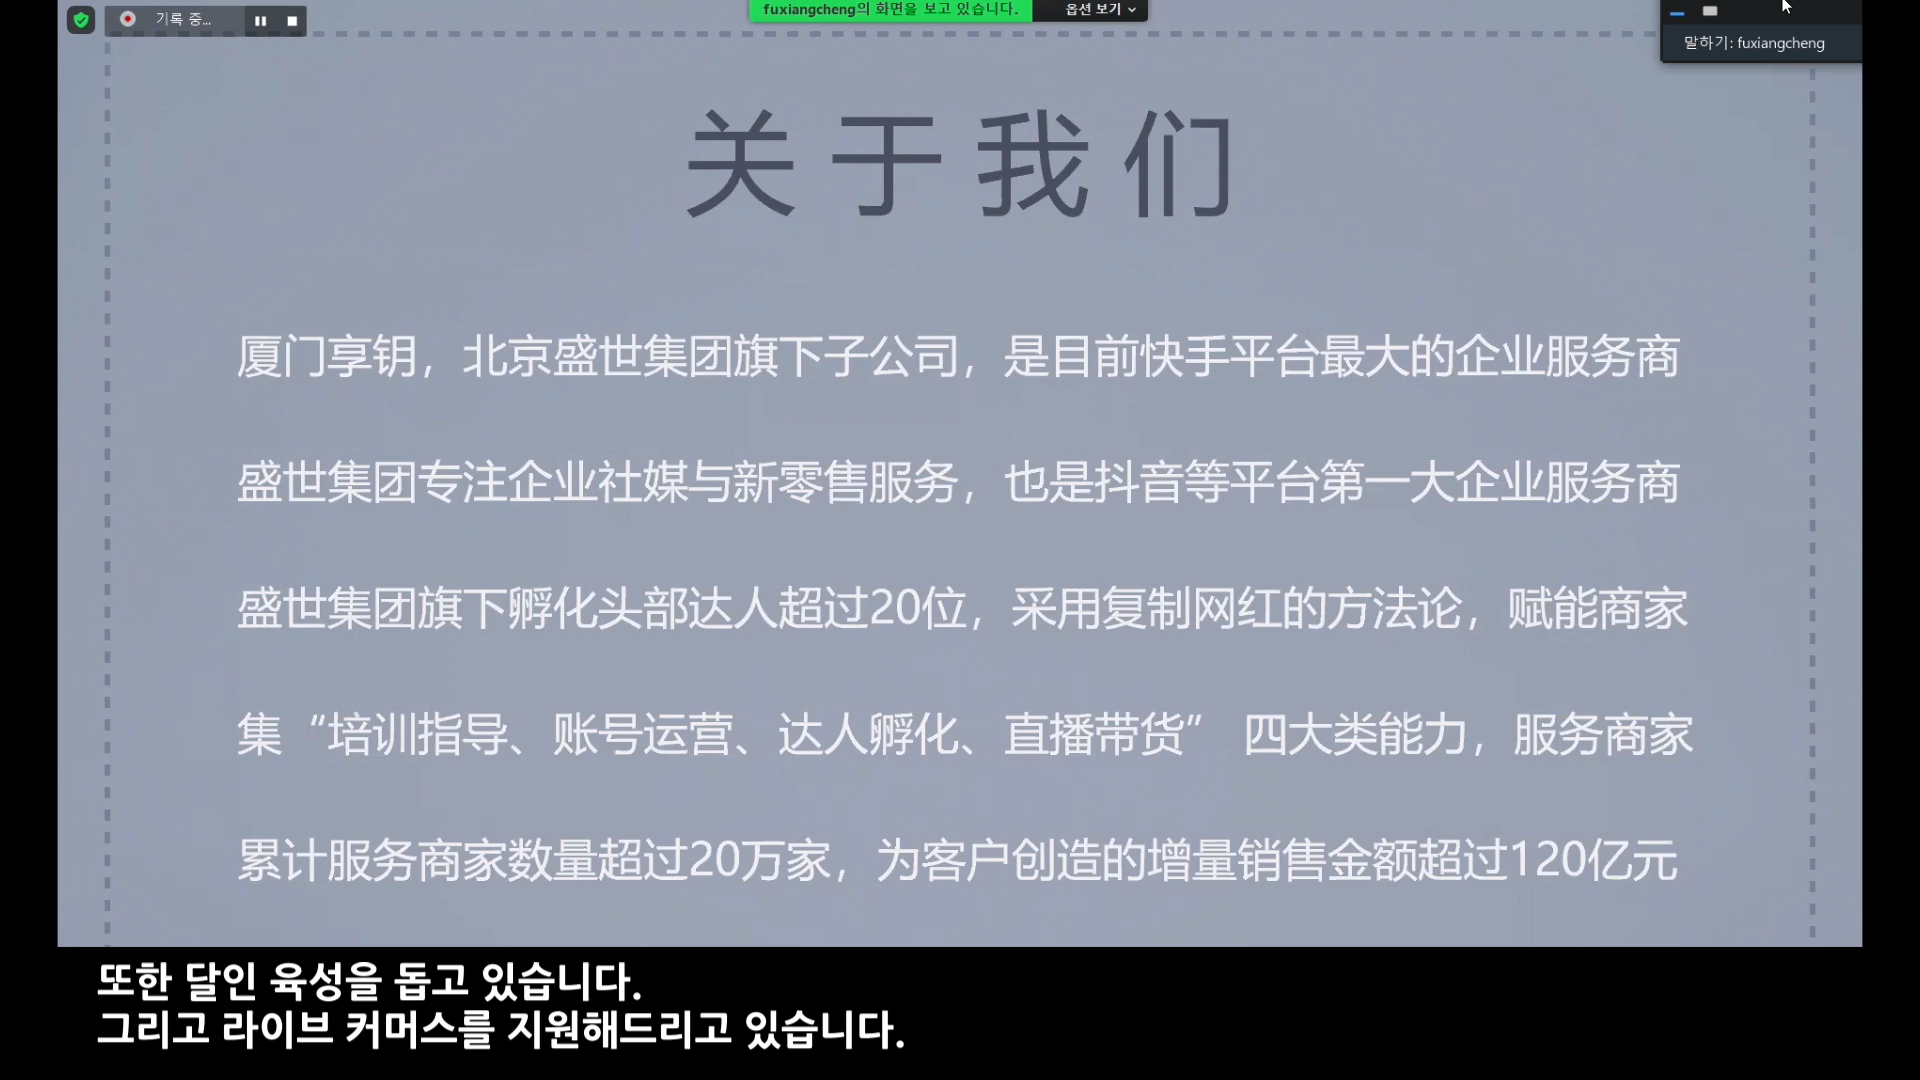 기록 중...
fuxiangcheng의 화면을 보고 있습니다.
옵션 보기
말하기: fuxiangcheng
关于我们
厦门享钥，北京盛世集团旗下子公司，是目前快手平台最大的企业服务商
盛世集团专注企业社媒与新零售服务，也是抖音等平台第一大企业服务商
盛世集团旗下孵化头部达人超过20位，采用复制网红的方法论，赋能商家
集“培训指导、账号运营、达人孵化、直播带货” 四大类能力，服务商家
累计服务商家数量超过20万家，为客户创造的增量销售金额超过120亿元
또한 달인 육성을 돕고 있습니다.
그리고 라이브 커머스를 지원해드리고 있습니다.